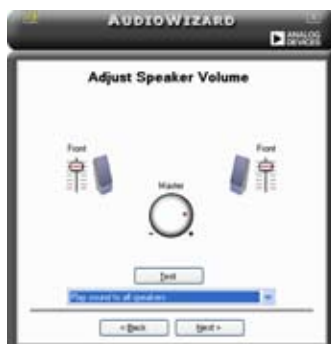 AUDIOWIZARD
ANALOG
DEVICES
Adjust Speaker Volume
Front Front
Master
- +
Test
Play sound to all speakers
< Back Next >